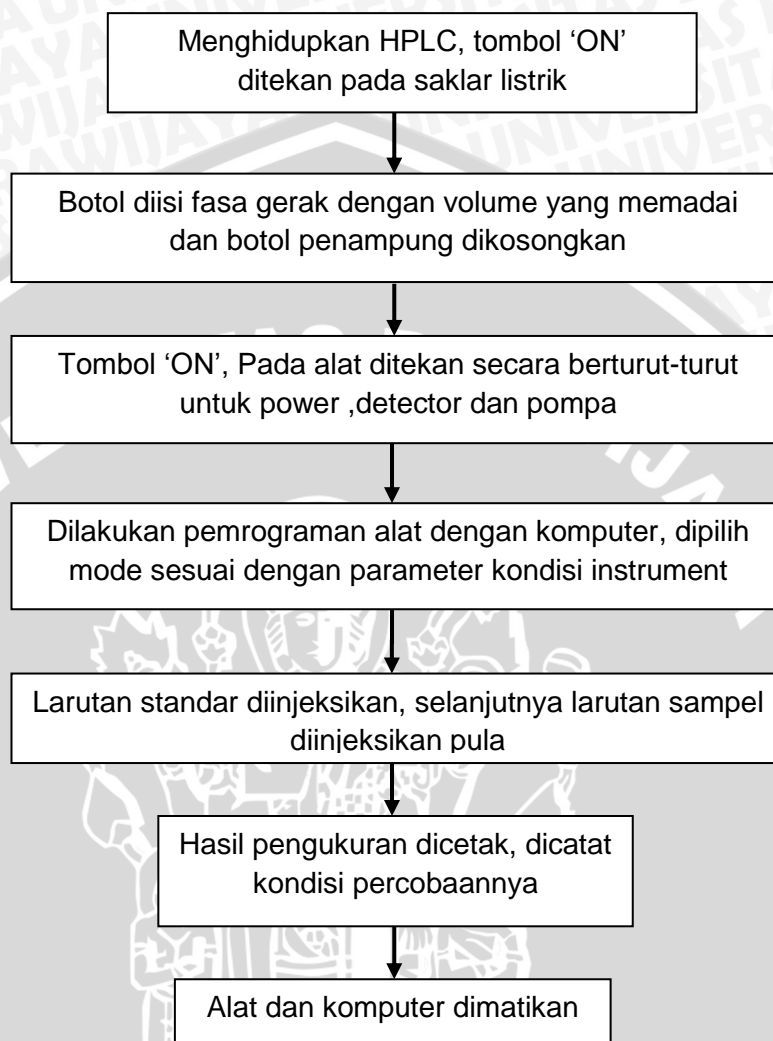 Menghidupkan HPLC, tombol ‘ON’
ditekan pada saklar listrik
Botol diisi fasa gerak dengan volume yang memadai
dan botol penampung dikosongkan
Tombol ‘ON’, Pada alat ditekan secara berturut-turut
untuk power ,detector dan pompa
Dilakukan pemrograman alat dengan komputer, dipilih
mode sesuai dengan parameter kondisi instrument
Larutan standar diinjeksikan, selanjutnya larutan sampel
diinjeksikan pula
Hasil pengukuran dicetak, dicatat
kondisi percobaannya
Alat dan komputer dimatikan